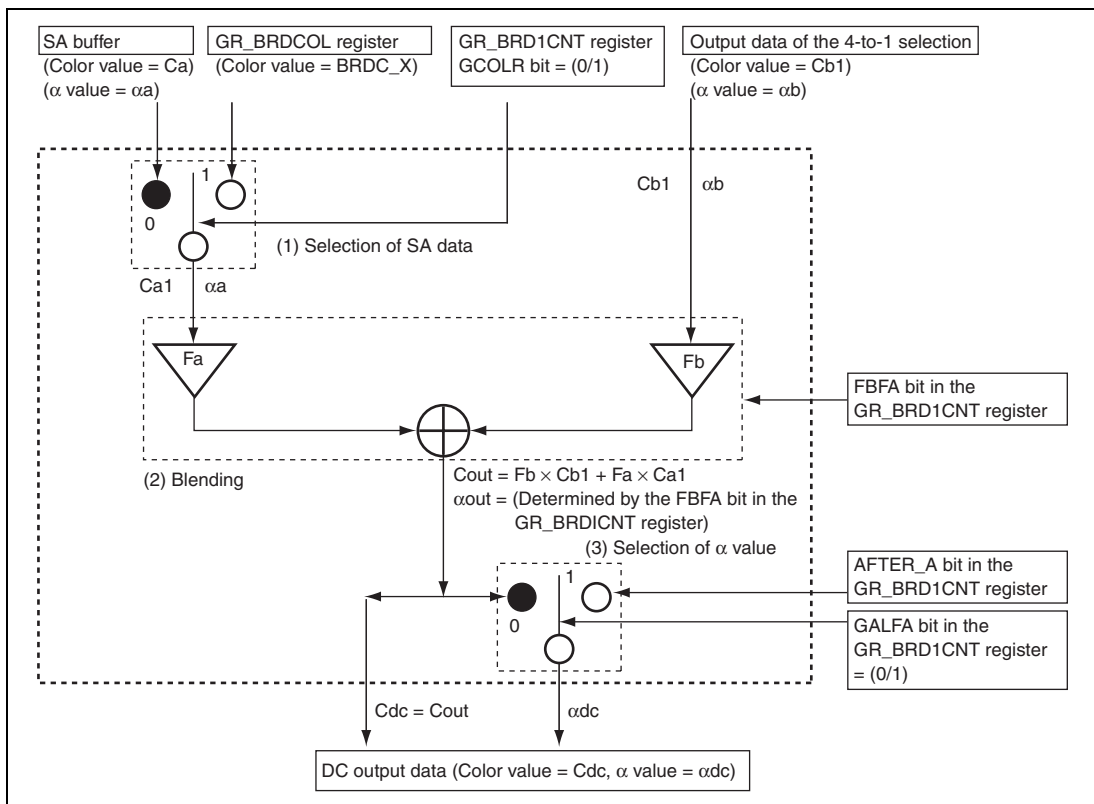 SA buffer
(Color value = Ca)
(α value = αa)
GR_BRDCOL register
(Color value = BRDC_X)
GR_BRD1CNT register
GCOLR bit = (0/1)
Output data of the 4-to-1 selection
(Color value = Cb1)
(α value = αb)
1
0
Cb1 αb
(1) Selection of SA data
Ca1 αa
Fa
Fb
FBFA bit in the
GR_BRD1CNT register
(2) Blending
Cout = Fb × Cb1 + Fa × Ca1
αout = (Determined by the FBFA bit in the
GR_BRDICNT register)
(3) Selection of α value
1
0
AFTER_A bit in the
GR_BRD1CNT register
GALFA bit in the
GR_BRD1CNT register
= (0/1)
Cdc = Cout
αdc
DC output data (Color value = Cdc, α value = αdc)